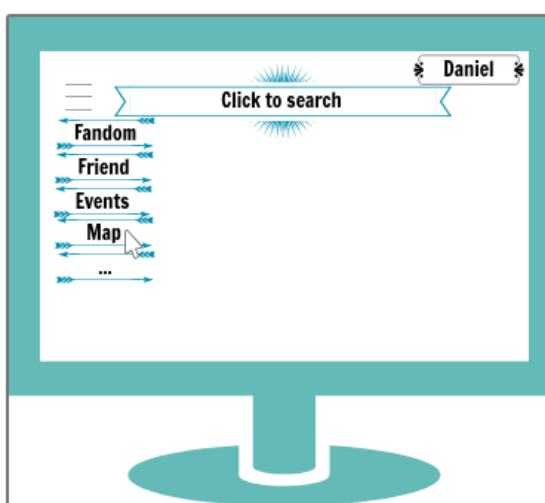 Daniel
Click to search
Fandom
Friend
Events
Map
...